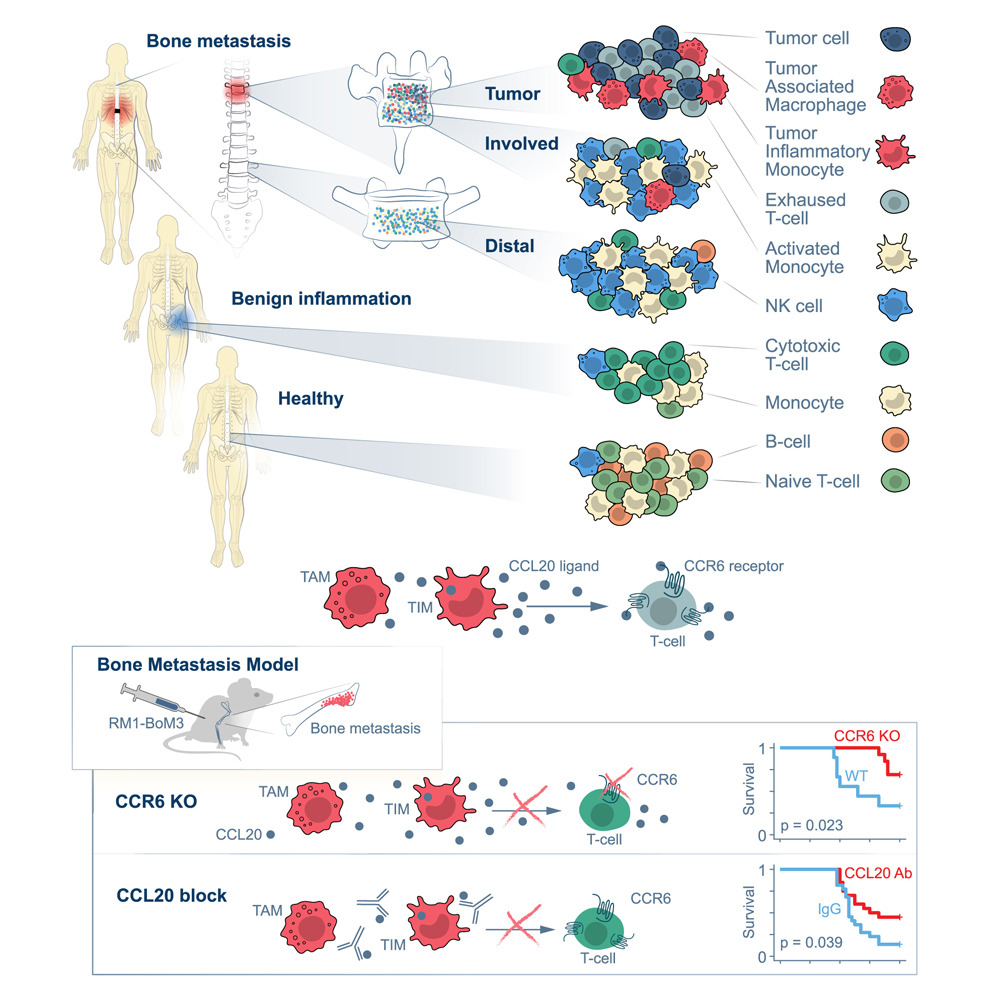 Bone metastasis
Tumor
Involved
Distal
Benign inflammation
Healthy
Tumor cell
Tumor
Associated
Macrophage
Tumor
Inflammatory
Monocyte
Exhaused
T-cell
Activated
Monocyte
NK cell
Cytotoxic
T-cell
Monocyte
B-cell
Naive T-cell
TAM
TIM
CCL20 ligand
CCR6 receptor
T-cell
Bone Metastasis Model
RM1-BoM3
Bone metastasis
CCR6 KO
TAM
CCL20
TIM
CCR6
T-cell
Survival
1
0
CCR6 KO
WT
p = 0.023
CCL20 block
TAM
TIM
CCR6
T-cell
Survival
1
0
CCL20 Ab
IgG
p = 0.039